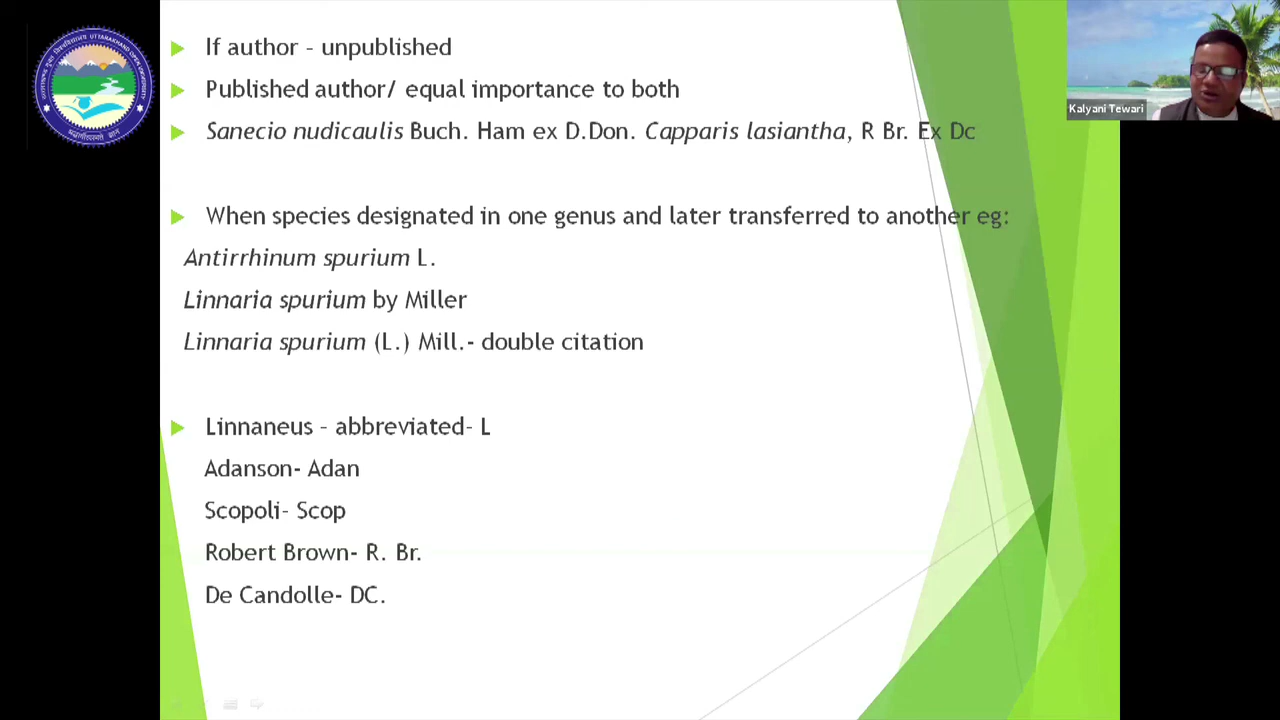 If author – unpublished
Published author/ equal importance to both
Sanecio nudicaulis Buch. Ham ex D.Don. Capparis lasiantha, R Br. Ex Dc
When species designated in one genus and later transferred to another eg:
Antirrhinum spurium L.
Linnaria spurium by Miller
Linnaria spurium (L.) Mill.- double citation
Linnaneus – abbreviated- L
Adanson- Adan
Scopoli- Scop
Robert Brown- R. Br.
De Candolle- DC.
UTTARAKHAND OPEN UNIVERSITY
Kalyani Tewari